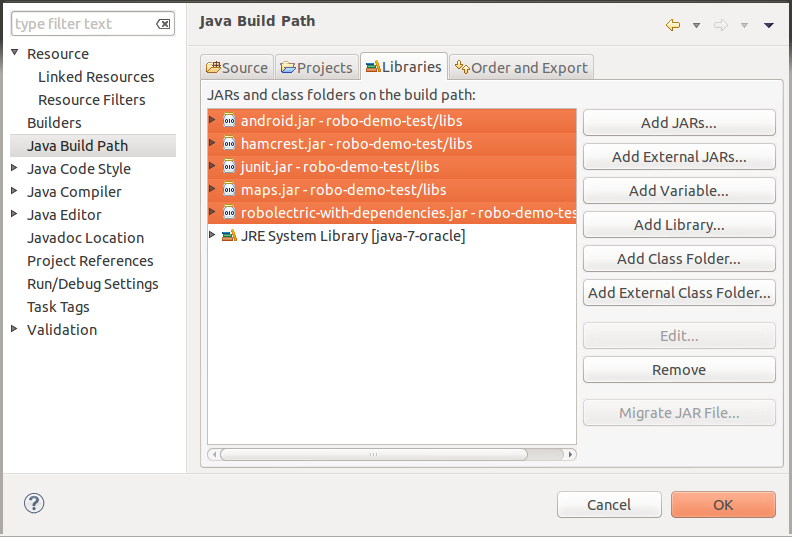 type filter text
Java Build Path
Resource
Linked Resources
Resource Filters
Builders
Java Build Path
Java Code Style
Java Compiler
Java Editor
Javadoc Location
Project References
Run/Debug Settings
Task Tags
Validation
Source Projects Libraries Order and Export
JARs and class folders on the build path:
android.jar - robo-demo-test/libs
hamcrest.jar - robo-demo-test/libs
junit.jar - robo-demo-test/libs
maps.jar - robo-demo-test/libs
robolectric-with-dependencies.jar - robo-demo-tes
JRE System Library [java-7-oracle]
Add JARs...
Add External JARs...
Add Variable...
Add Library...
Add Class Folder...
Add External Class Folder...
Edit...
Remove
Migrate JAR File...
Cancel OK